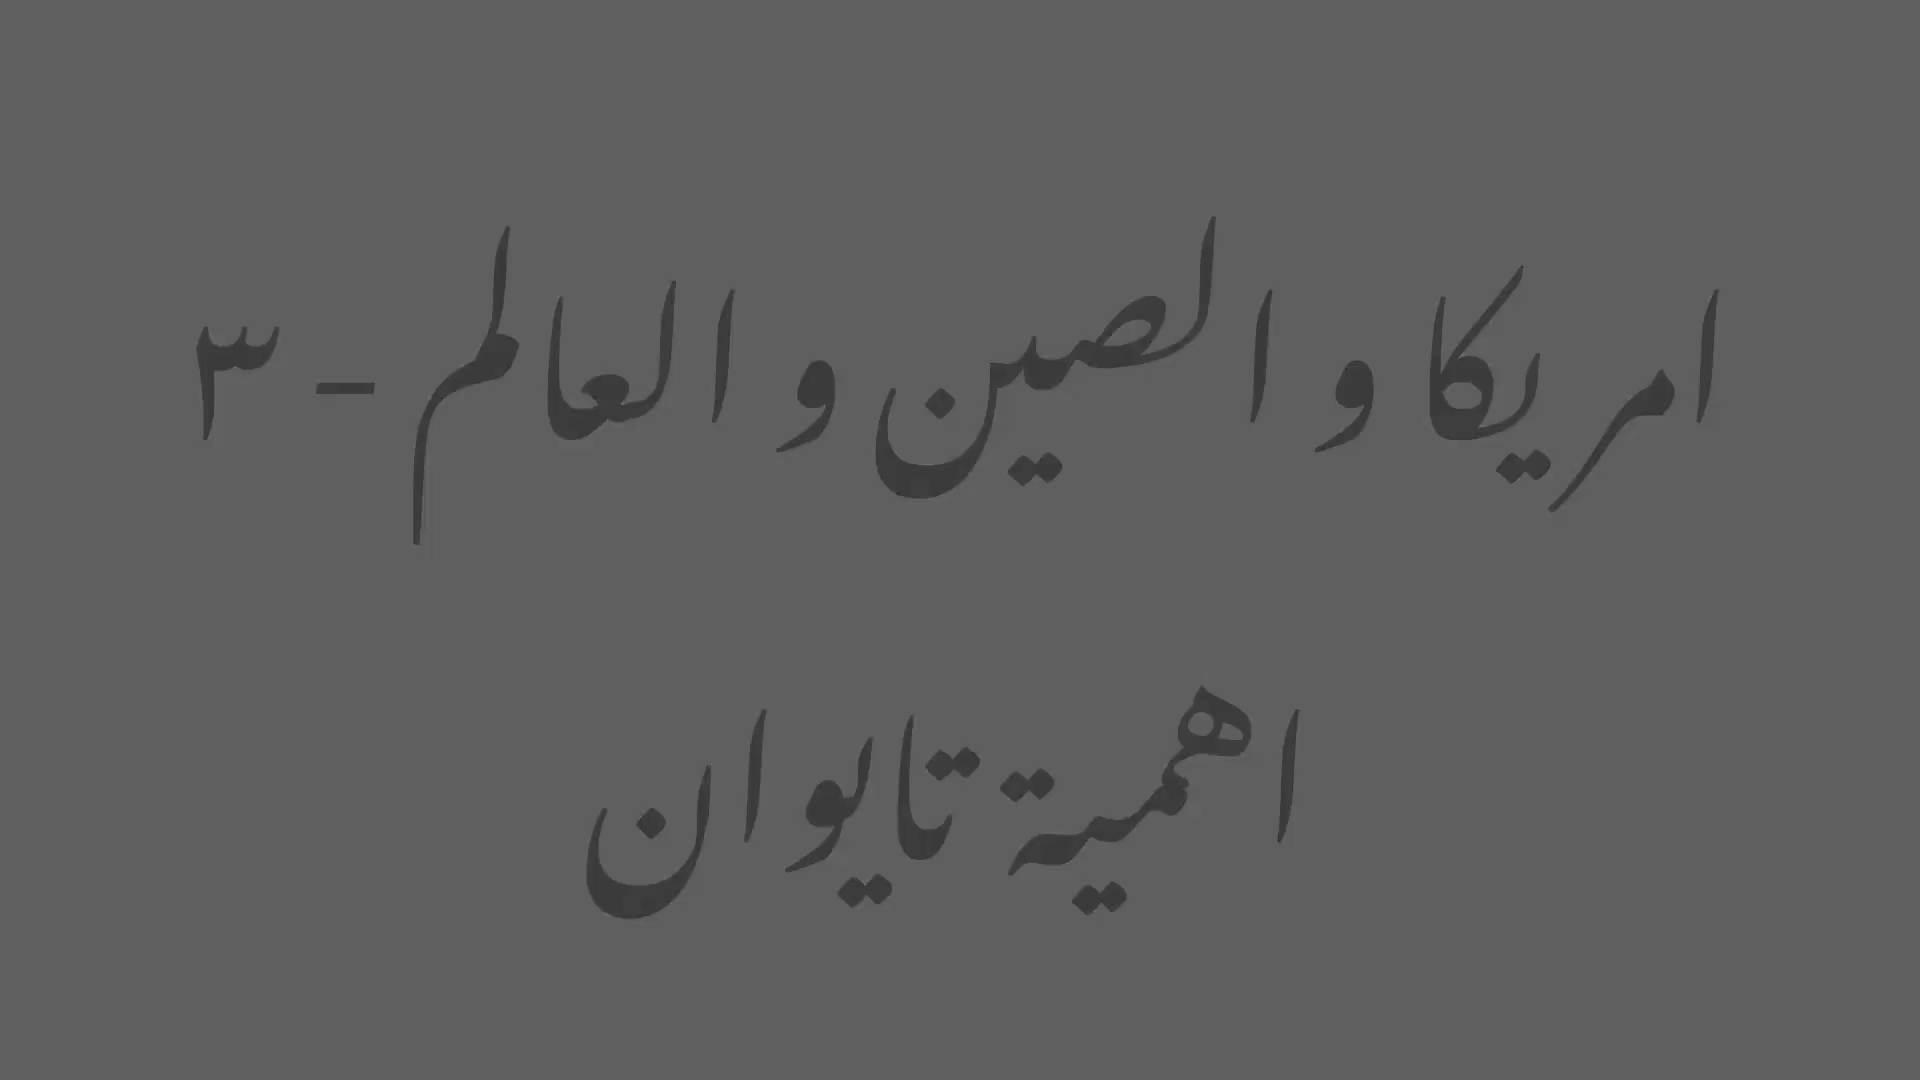 امريكا و الصين و العالم - ٣
اهمية تايوان